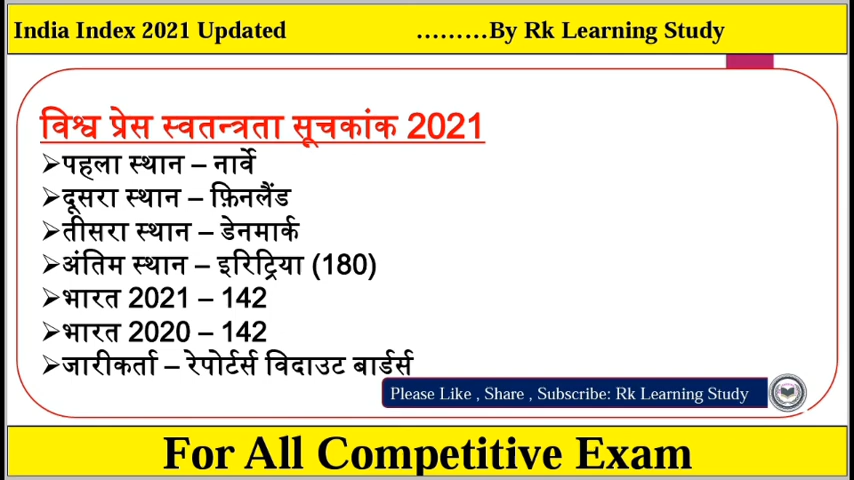 India Index 2021 Updated ………By Rk Learning Study
विश्व प्रेस स्वतन्त्रता सूचकांक 2021
➢पहला स्थान – नार्वे
➢दूसरा स्थान – फ़िनलैंड
➢तीसरा स्थान – डेनमार्क
➢अंतिम स्थान – इरिट्रिया (180)
➢भारत 2021 – 142
➢भारत 2020 – 142
➢जारीकर्ता – रेपोर्टर्स विदाउट बार्डर्स
Please Like , Share , Subscribe: Rk Learning Study
For All Competitive Exam